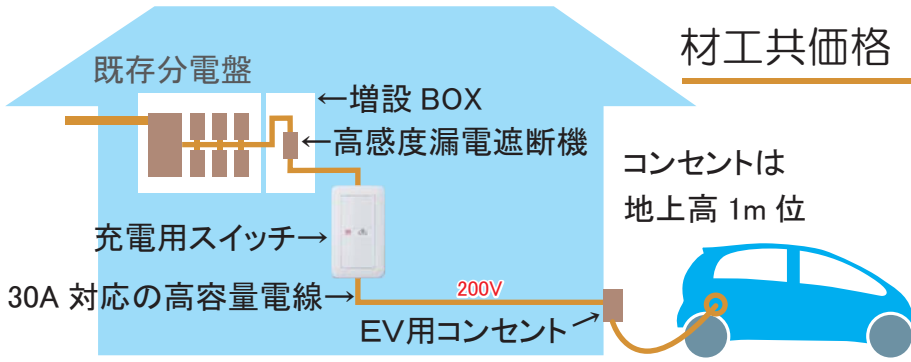 材工共価格
既存分電盤
←増設 BOX
←高感度漏電遮断機
コンセントは
地上高 1m 位
充電用スイッチ→
30A 対応の高容量電線→
200V
EV用コンセント